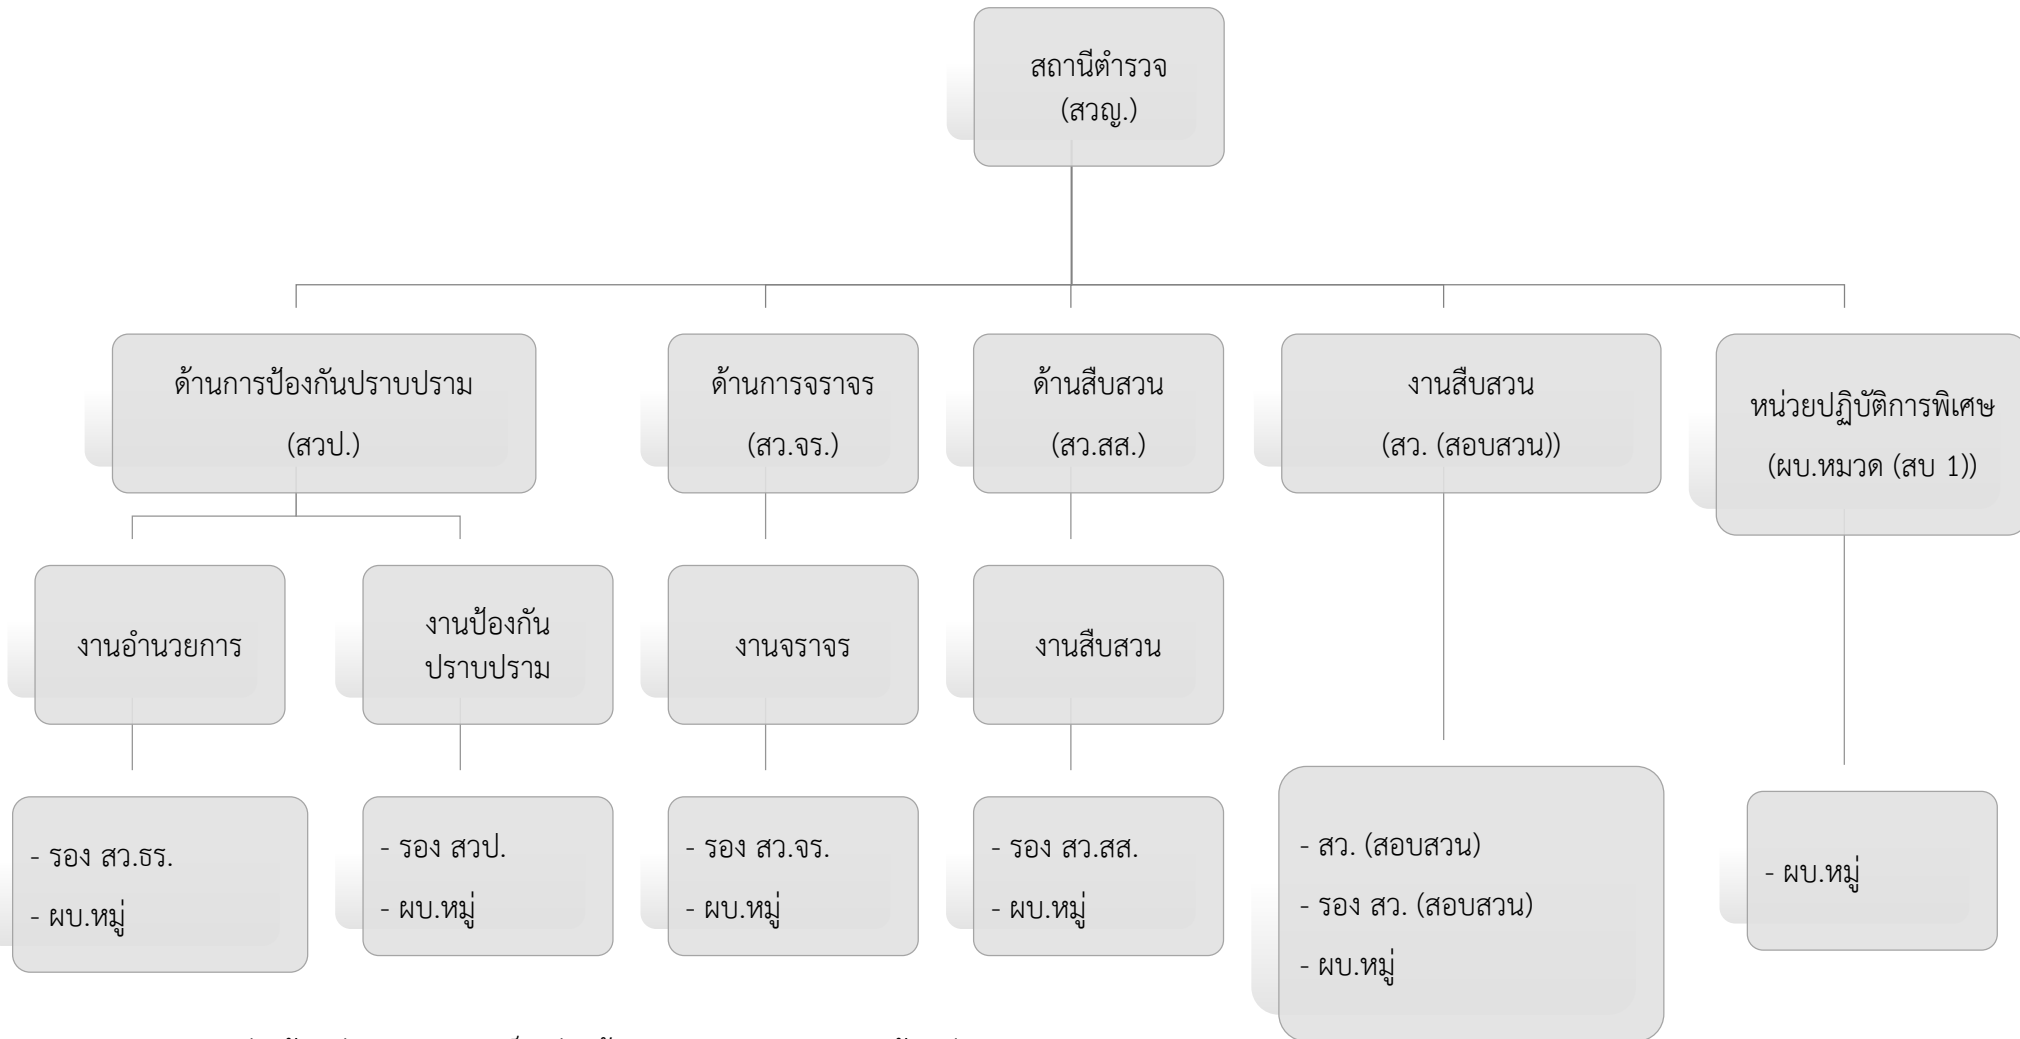 สถานีตำรวจ
(สวญ.)
ด้านการป้องกันปราบปราม
(สวป.)
ด้านการจราจร
(สว.จร.)
ด้านสืบสวน
(สว.สส.)
งานสืบสวน
(สว. (สอบสวน))
หน่วยปฏิบัติการพิเศษ
(ผบ.หมวด (สบ 1))
งานอำนวยการ
งานป้องกัน
ปราบปราม
งานจราจร
งานสืบสวน
- รอง สว.ธร.
- ผบ.หมู่
- รอง สวป.
- ผบ.หมู่
- รอง สว.จร.
- ผบ.หมู่
- รอง สว.สส.
- ผบ.หมู่
- สว. (สอบสวน)
- รอง สว. (สอบสวน)
- ผบ.หมู่
- ผบ.หมู่